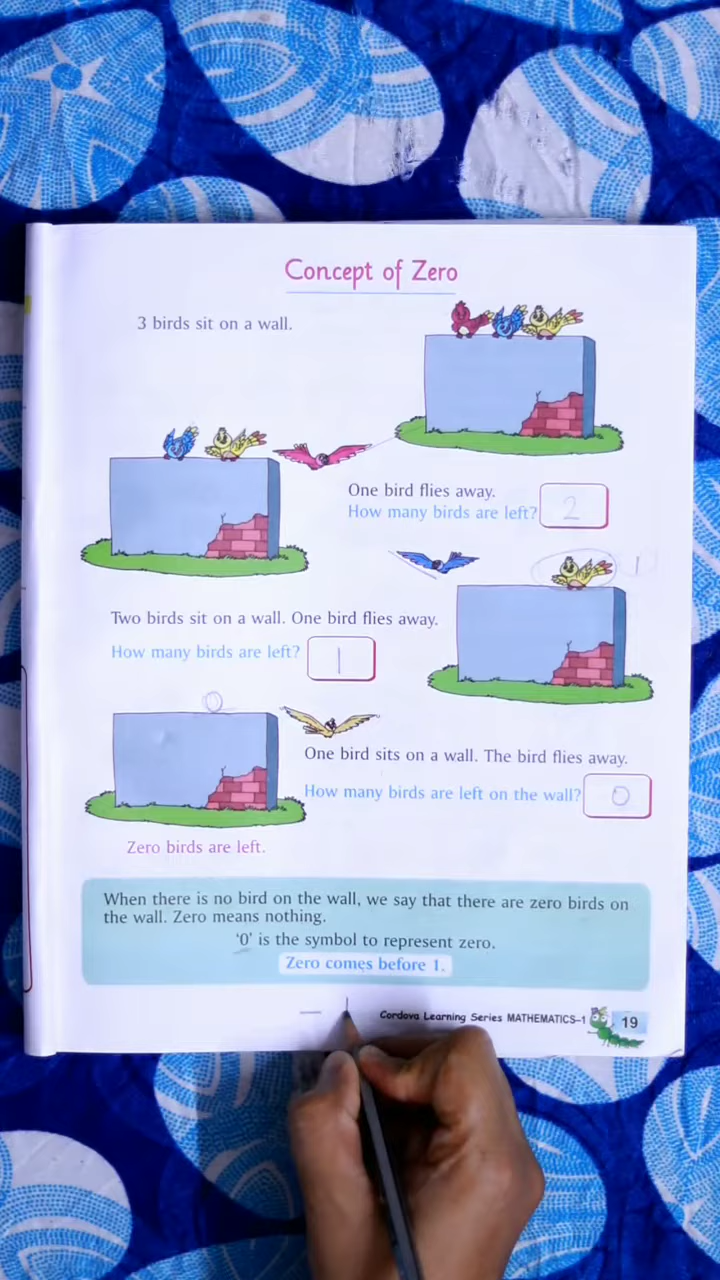 Concept of Zero
3 birds sit on a wall.
One bird flies away.
How many birds are left? 2
1
Two birds sit on a wall. One bird flies away.
How many birds are left? 1
0
One bird sits on a wall. The bird flies away.
How many birds are left on the wall? 0
Zero birds are left.
When there is no bird on the wall, we say that there are zero birds on
the wall. Zero means nothing.
‘0’ is the symbol to represent zero.
Zero comes before 1.
— 1
Cordova Learning Series MATHEMATICS–1 19